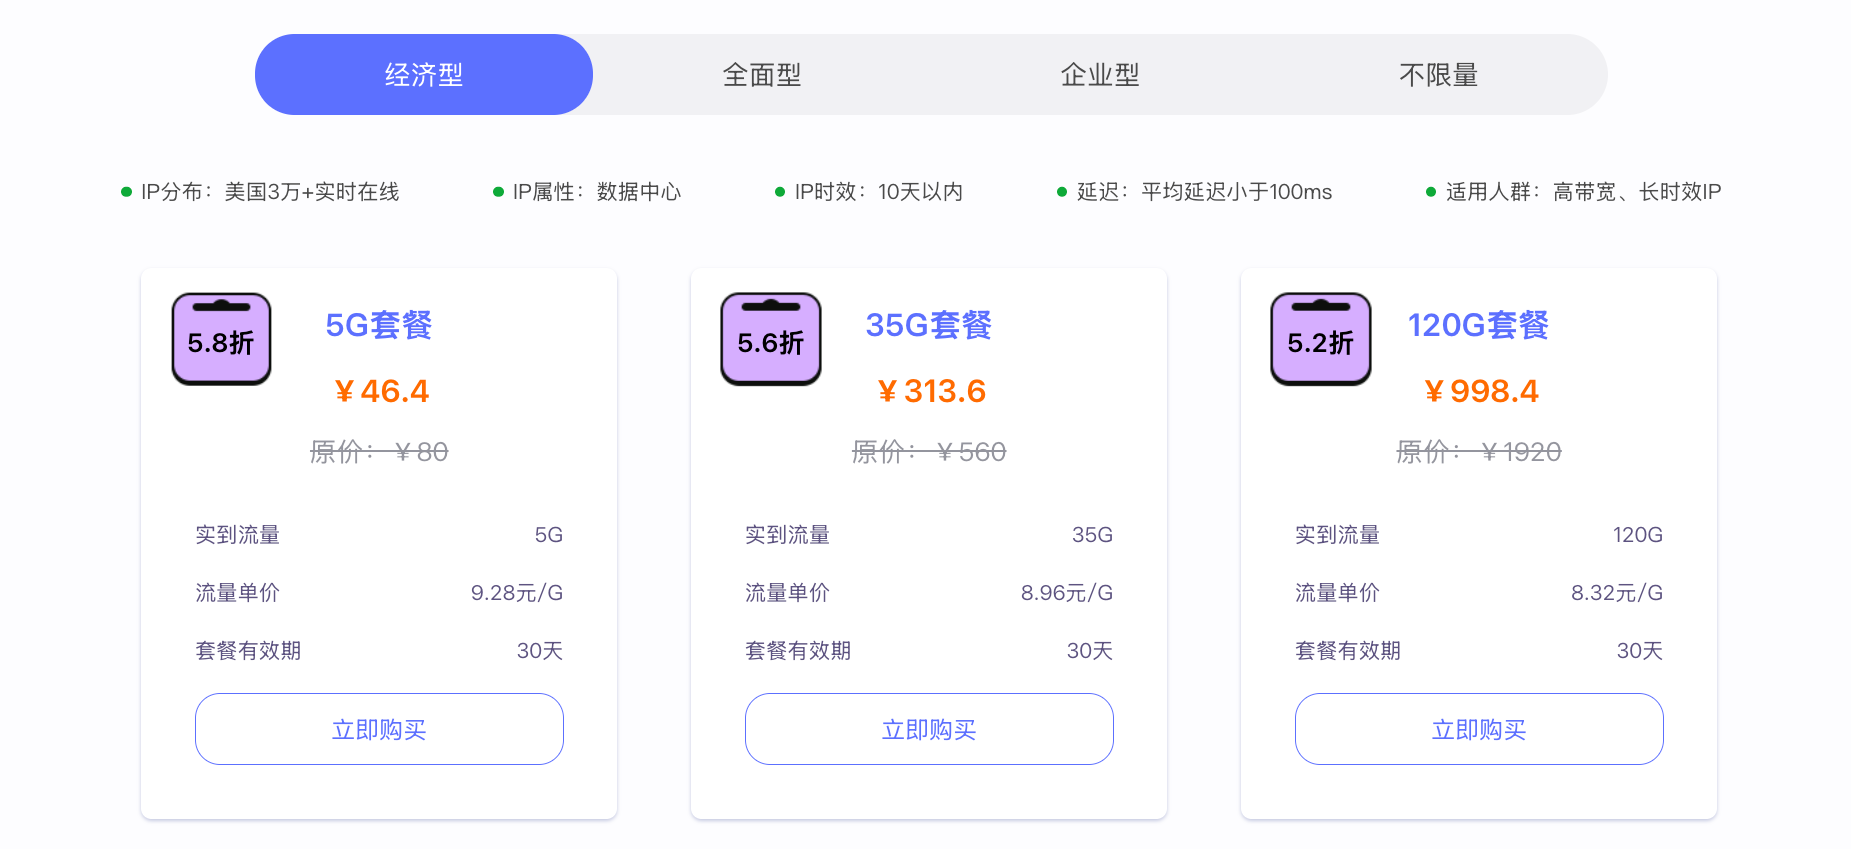 经济型 全面型 企业型 不限量
IP分布：美国3万+实时在线 IP属性：数据中心 IP时效：10天以内 延迟：平均延迟小于100ms 适用人群：高带宽、长时效IP
5.8折
5G套餐
￥46.4
原价：￥80
实到流量 5G
流量单价 9.28元/G
套餐有效期 30天
立即购买
5.6折
35G套餐
￥313.6
原价：￥560
实到流量 35G
流量单价 8.96元/G
套餐有效期 30天
立即购买
5.2折
120G套餐
￥998.4
原价：￥1920
实到流量 120G
流量单价 8.32元/G
套餐有效期 30天
立即购买